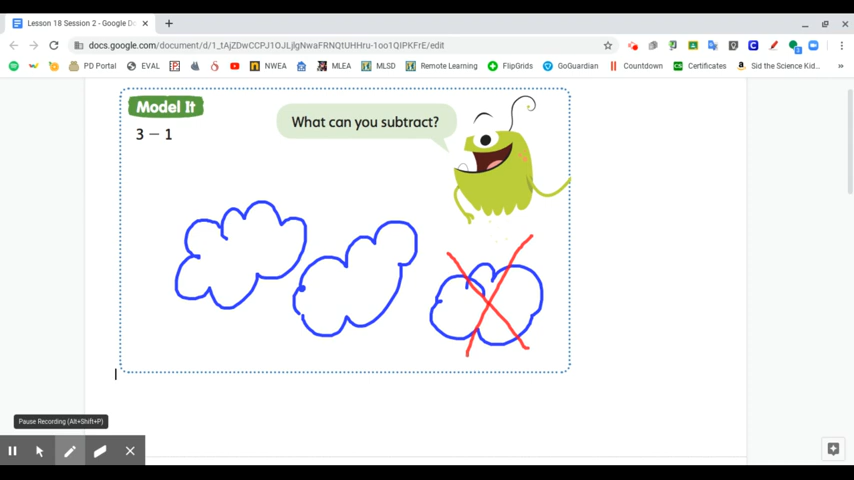 Lesson 18 Session 2 - Google Do
docs.google.com/document/d/1_tAjZDwCCPJ1OJLjlgNwaFRNQtUHHru-1oo1QIPKFrE/edit
PD Portal
EVAL
NWEA
MLEA
MLSD
Remote Learning
FlipGrids
GoGuardian
Countdown
Certificates
Sid the Science Kid...
Model It
What can you subtract?
3 − 1
Pause Recording (Alt+Shift+P)